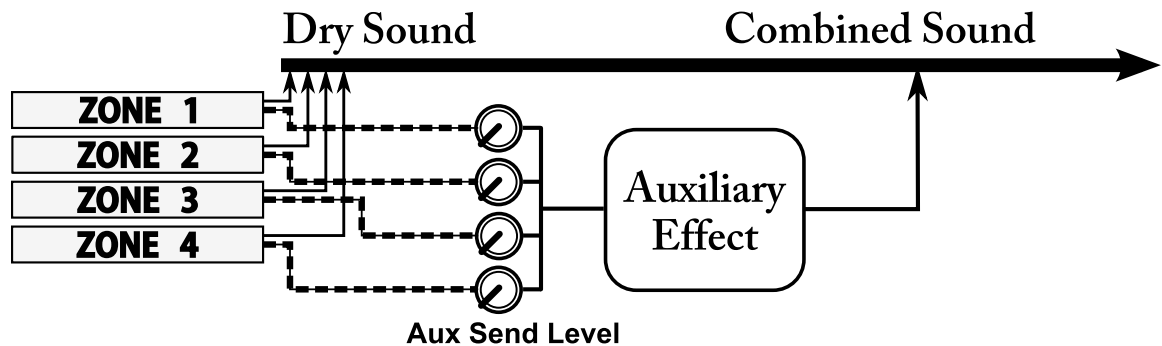 Dry Sound
Combined Sound
ZONE 1
ZONE 2
ZONE 3
ZONE 4
Auxiliary
Effect
Aux Send Level